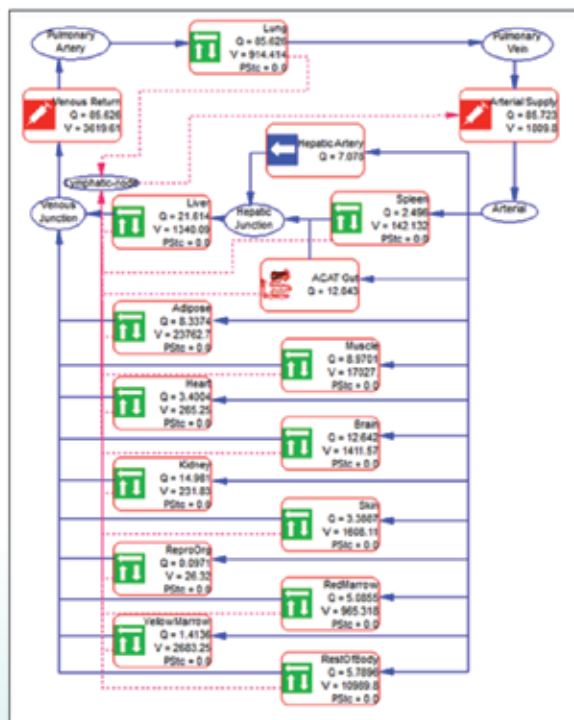 Pulmonary
Artery
Lung
Q = 85.626
V = 914.414
PStc = 0.0
Pulmonary
Vein
Venous Return
Q = 85.626
V = 3619.61
Arterial Supply
Q = 85.723
V = 1809.8
Hepatic Artery
Q = 7.075
Lymphatic-node
Venous
Junction
Liver
Q = 21.614
V = 1340.09
PStc = 0.0
Hepatic
Junction
Spleen
Q = 2.496
V = 142.132
PStc = 0.0
Arterial
ACAT Gut
Q = 12.043
Adipose
Q = 8.3374
V = 23762.7
PStc = 0.0
Muscle
Q = 8.9701
V = 17027.
PStc = 0.0
Heart
Q = 3.4004
V = 265.25
PStc = 0.0
Brain
Q = 12.642
V = 1411.57
PStc = 0.0
Kidney
Q = 14.981
V = 231.83
PStc = 0.0
Skin
Q = 3.3887
V = 1608.11
PStc = 0.0
ReproOrg
Q = 0.0971
V = 26.32
PStc = 0.0
RedMarrow
Q = 5.0855
V = 965.318
PStc = 0.0
YellowMarrow
Q = 1.4136
V = 2683.25
PStc = 0.0
RestOfBody
Q = 5.7896
V = 10989.8
PStc = 0.0